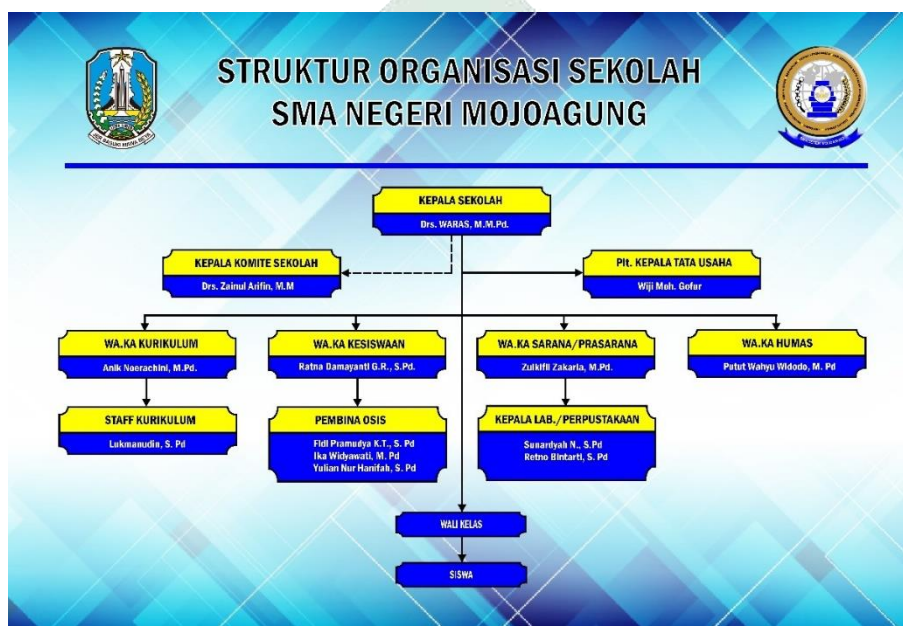 STRUKTUR ORGANISASI SEKOLAH
SMA NEGERI MOJOAGUNG
KEPALA SEKOLAH
Drs. WARAS, M.M.Pd.
KEPALA KOMITE SEKOLAH
Drs. Zainul Arifin, M.M
Plt. KEPALA TATA USAHA
Wiji Moh. Gofur
WA.KA KURIKULUM
Anik Noerachini, M.Pd.
WA.KA KESISWAAN
Ratna Damayanti G.R., S.Pd.
WA.KA SARANA/PRASARANA
Zulkifli Zakaria, M.Pd.
WA.KA HUMAS
Patut Wahyu Widodo, M. Pd
STAFF KURIKULUM
Lukmanudin, S. Pd
PEMBINA OSIS
Fidi Pramudya K.T., S. Pd
Ika Widyawati, M. Pd
Yulian Nur Hanifah, S. Pd
KEPALA LAB./PERPUSTAKAAN
Sunardyah N., S.Pd
Retno Bintarti, S. Pd
WALI KELAS
SISWA